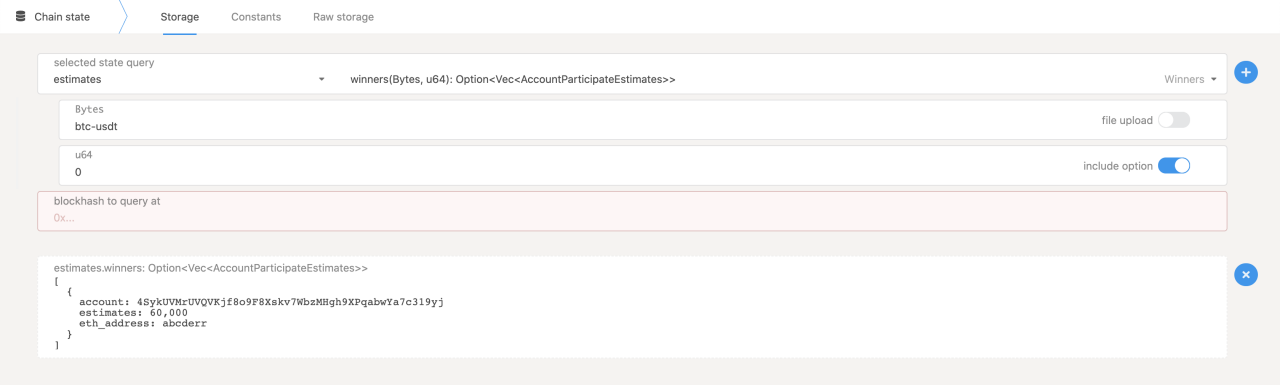 Chain state Storage Constants Raw storage
selected state query
estimates winners(Bytes, u64): Option<Vec<AccountParticipateEstimates>> Winners
Bytes
btc-usdt file upload
u64
0 include option
blockhash to query at
0x...
estimates.winners: Option<Vec<AccountParticipateEstimates>>
[
{
account: 4SykUVMrUVQVKjf8o9F8Xskv7WbzMHgh9XPqabwYa7c319yj
estimates: 60,000
eth_address: abcderr
}
]